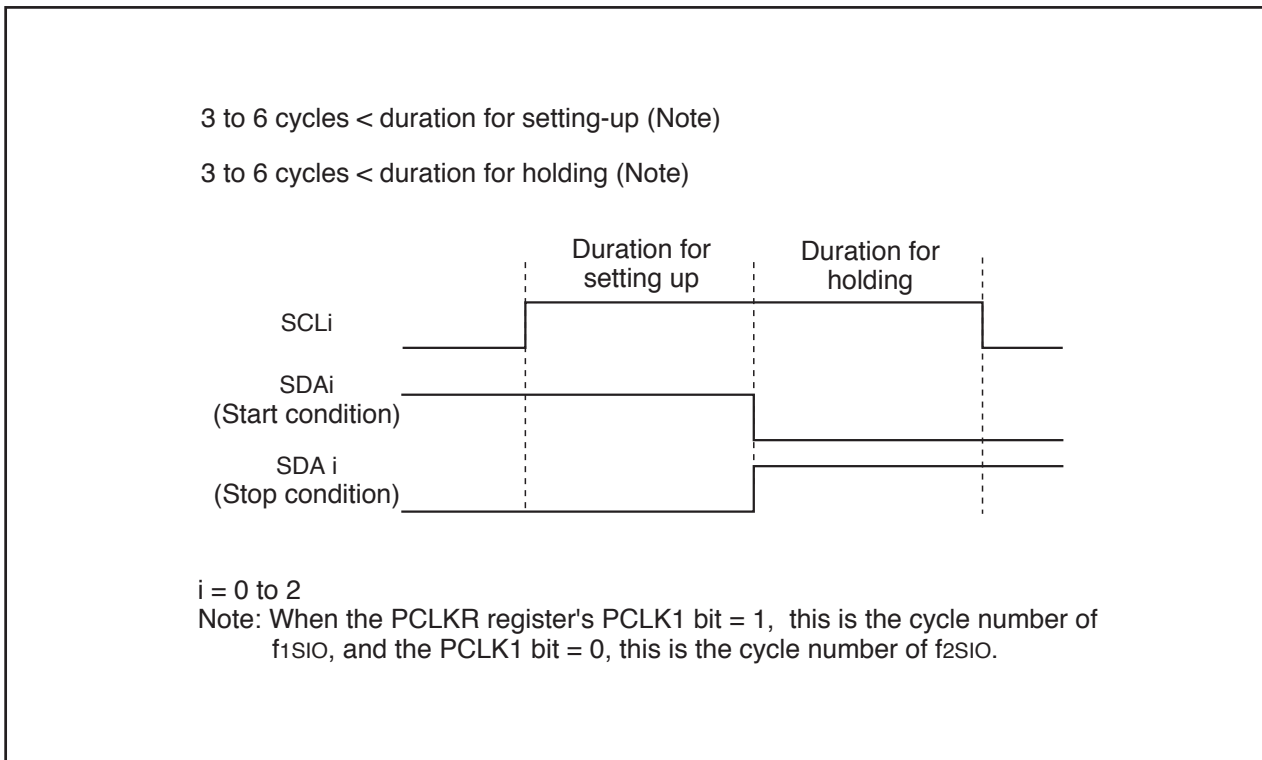 3 to 6 cycles < duration for setting-up (Note)
3 to 6 cycles < duration for holding (Note)
Duration for
setting up
Duration for
holding
SCLi
SDAi
(Start condition)
SDA i
(Stop condition)
i = 0 to 2
Note: When the PCLKR register's PCLK1 bit = 1, this is the cycle number of
f1SIO, and the PCLK1 bit = 0, this is the cycle number of f2SIO.